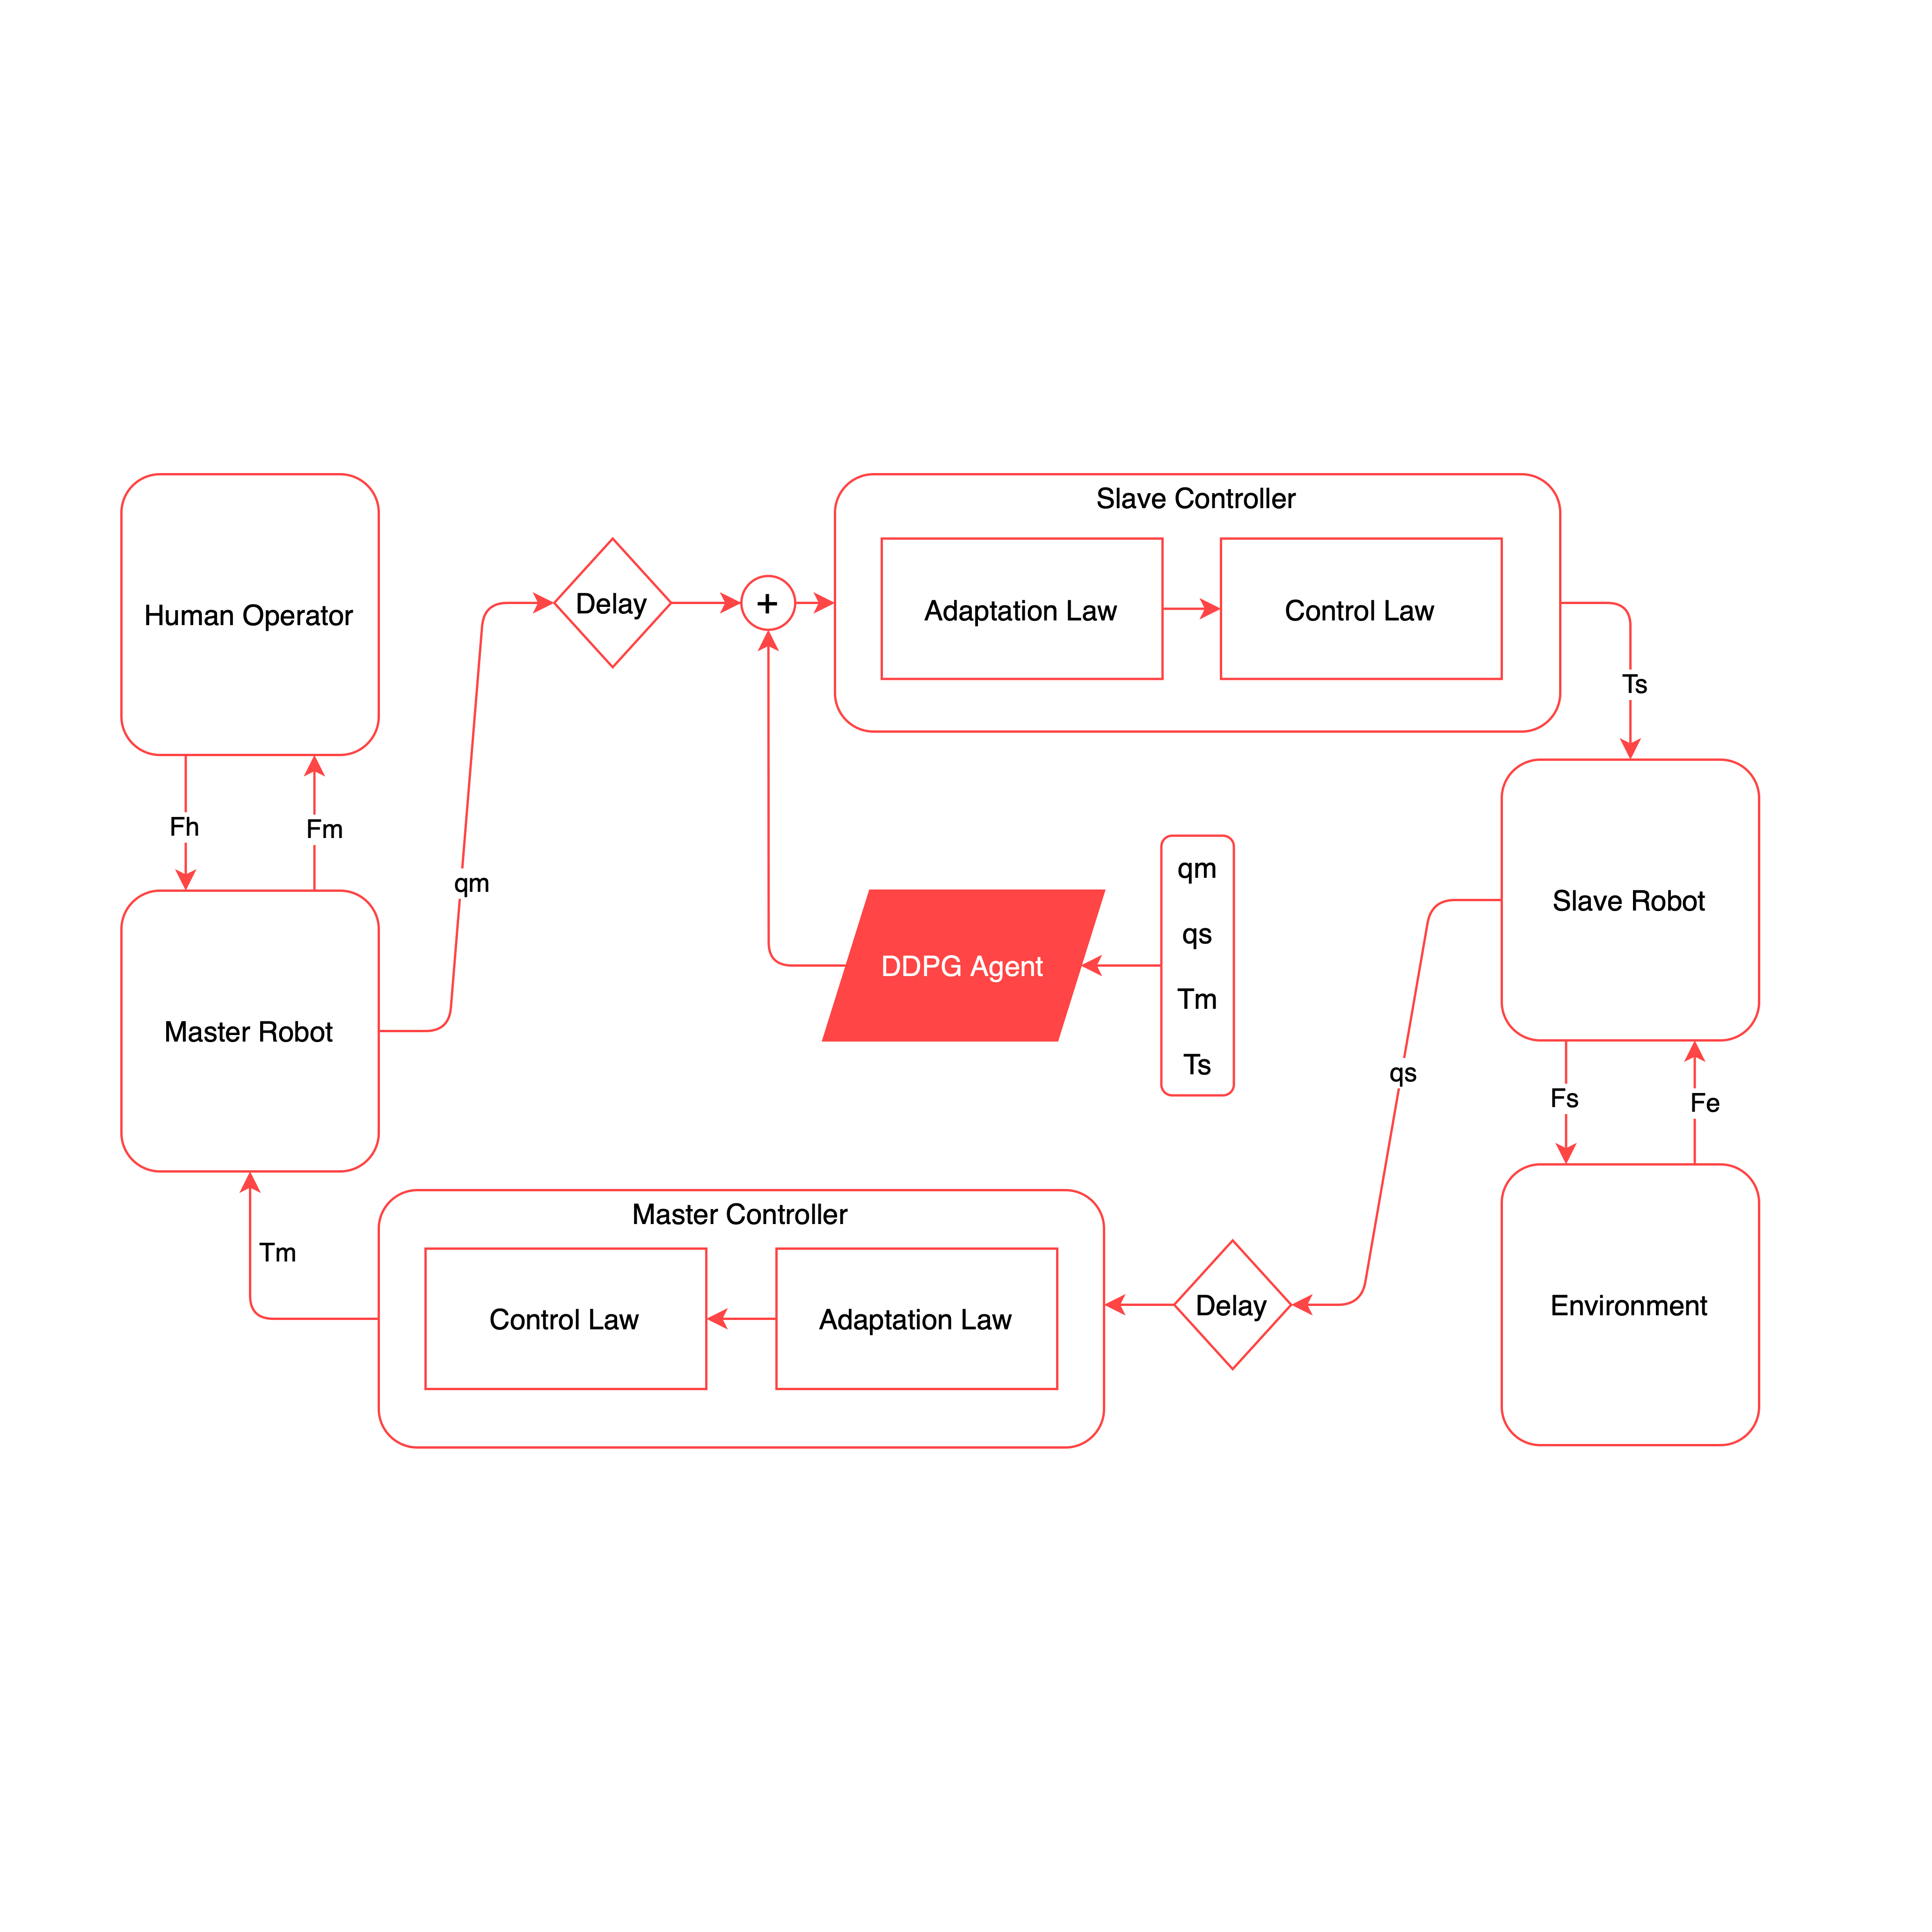 Slave Controller
Human Operator
Delay
+
Adaptation Law
Control Law
Ts
Fh
Fm
qm
qm
qs
Tm
Ts
DDPG Agent
Slave Robot
Master Robot
qs
Fs
Fe
Master Controller
Tm
Control Law
Adaptation Law
Delay
Environment